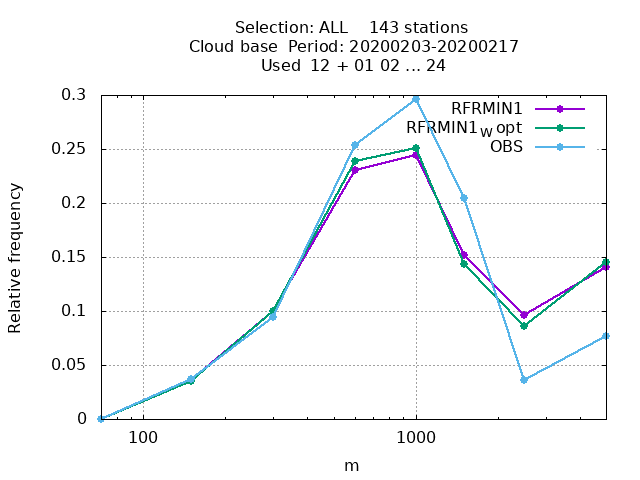 Selection: ALL    143 stations
Cloud base  Period: 20200203-20200217
Used  12 + 01 02 ... 24
RFRMIN1
RFRMIN1_w opt
OBS
0.3
0.25
0.2
0.15
0.1
0.05
0
100
1000
Relative frequency
m